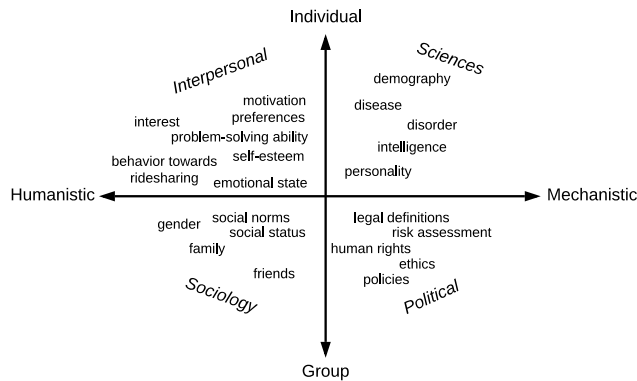 Individual
Interpersonal
Sciences
demography
motivation
disease
preferences
interest
disorder
problem-solving ability
intelligence
self-esteem
behavior towards
ridesharing
personality
emotional state
Humanistic
Mechanistic
gender
social norms
legal definitions
social status
risk assessment
family
human rights
friends
ethics
policies
Sociology
Political
Group